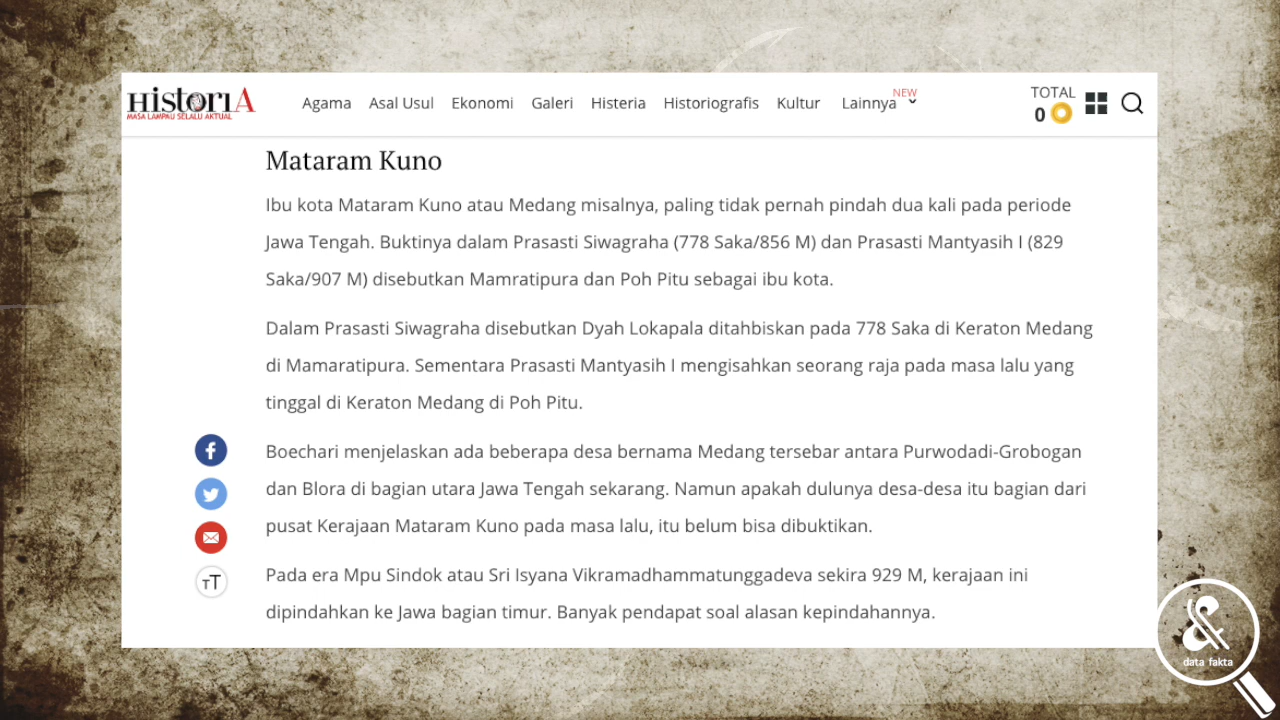 HistoriA
MASA LAMPAU SELALU AKTUAL
Agama Asal Usul Ekonomi Galeri Histeria Historiografis Kultur Lainnya NEW
TOTAL
0
Mataram Kuno
Ibu kota Mataram Kuno atau Medang misalnya, paling tidak pernah pindah dua kali pada periode
Jawa Tengah. Buktinya dalam Prasasti Siwagraha (778 Saka/856 M) dan Prasasti Mantyasih I (829
Saka/907 M) disebutkan Mamratipura dan Poh Pitu sebagai ibu kota.
Dalam Prasasti Siwagraha disebutkan Dyah Lokapala ditahbiskan pada 778 Saka di Keraton Medang
di Mamaratipura. Sementara Prasasti Mantyasih I mengisahkan seorang raja pada masa lalu yang
tinggal di Keraton Medang di Poh Pitu.
Boechari menjelaskan ada beberapa desa bernama Medang tersebar antara Purwodadi-Grobogan
dan Blora di bagian utara Jawa Tengah sekarang. Namun apakah dulunya desa-desa itu bagian dari
pusat Kerajaan Mataram Kuno pada masa lalu, itu belum bisa dibuktikan.
Pada era Mpu Sindok atau Sri Isyana Vikramadhammatunggadeva sekira 929 M, kerajaan ini
dipindahkan ke Jawa bagian timur. Banyak pendapat soal alasan kepindahannya.
TT
&
data fakta